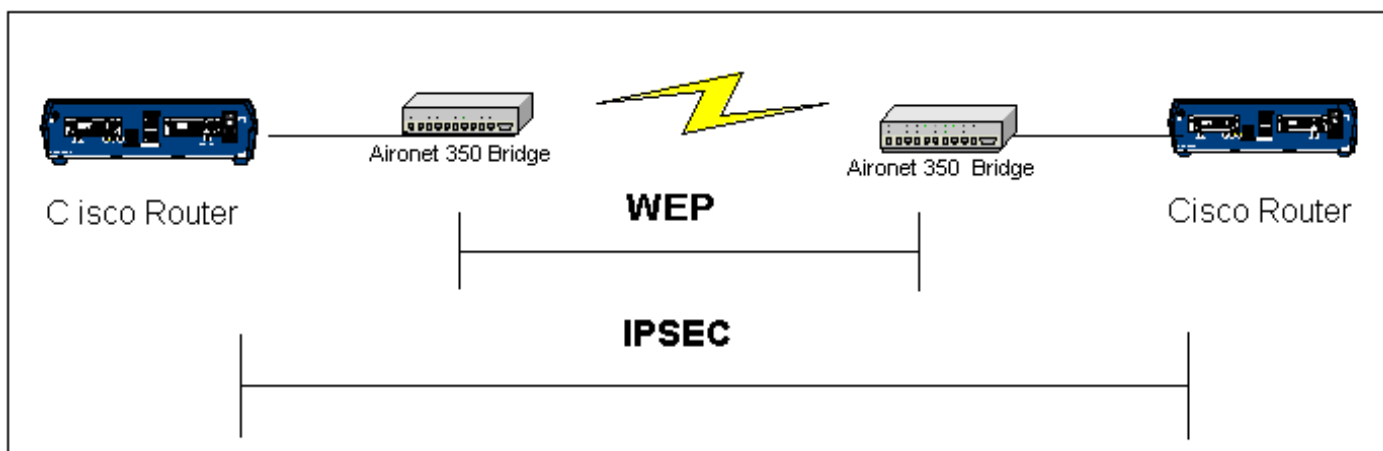 Aironet 350 Bridge
Aironet 350 Bridge
C isco Router
WEP
Cisco Router
IPSEC